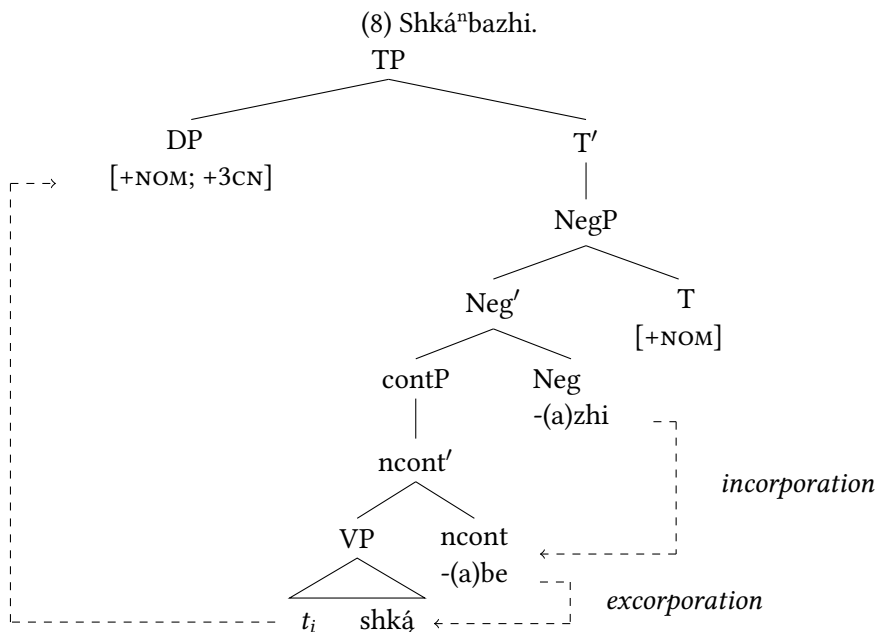 (8) Shkáⁿbazhi.
TP
DP T′
[+NOM; +3CN]
NegP
Neg′ T
[+NOM]
contP Neg
-(a)zhi
ncont′
incorporation
VP ncont
-(a)be
excorporation
tᵢ shká